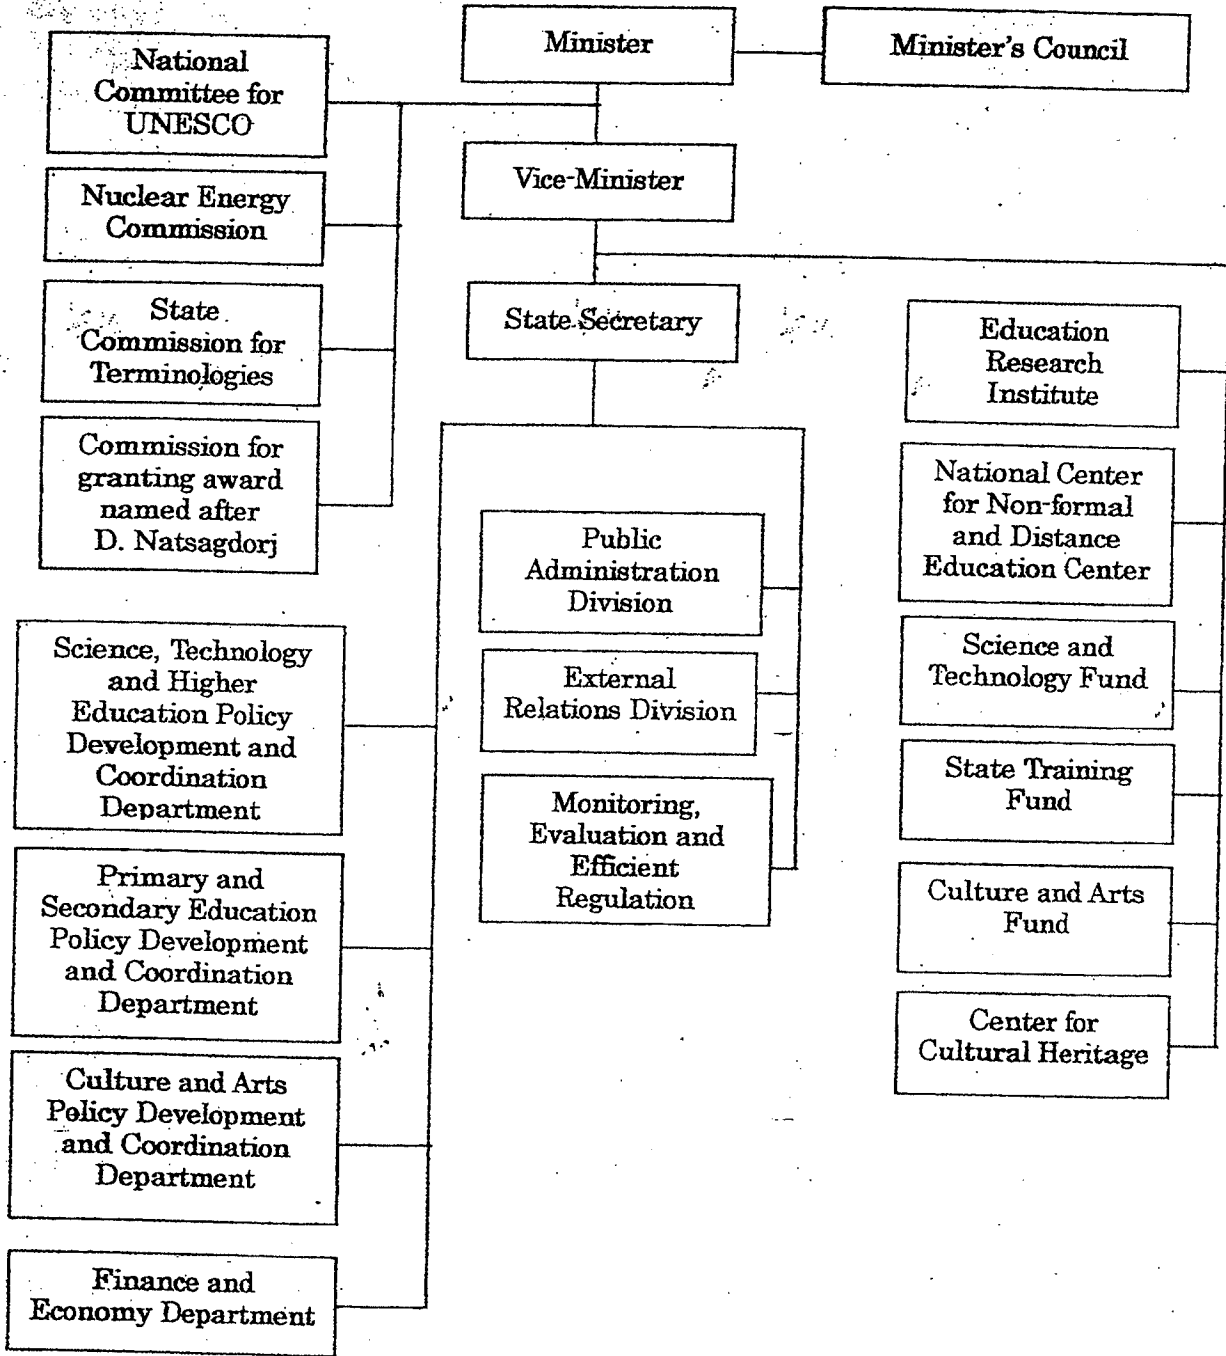 Minister
Minister's Council
National
Committee for
UNESCO
Vice-Minister
Nuclear Energy
Commission
State
Commission for
Terminologies
State Secretary
Commission for
granting award
named after
D. Natsagdorj
Education
Research
Institute
National Center
for Non-formal
and Distance
Education Center
Science and
Technology Fund
State Training
Fund
Culture and Arts
Fund
Center for
Cultural Heritage
Public
Administration
Division
External
Relations Division
Monitoring,
Evaluation and
Efficient
Regulation
Science, Technology
and Higher
Education Policy
Development and
Coordination
Department
Primary and
Secondary Education
Policy Development
and Coordination
Department
Culture and Arts
Policy Development
and Coordination
Department
Finance and
Economy Department